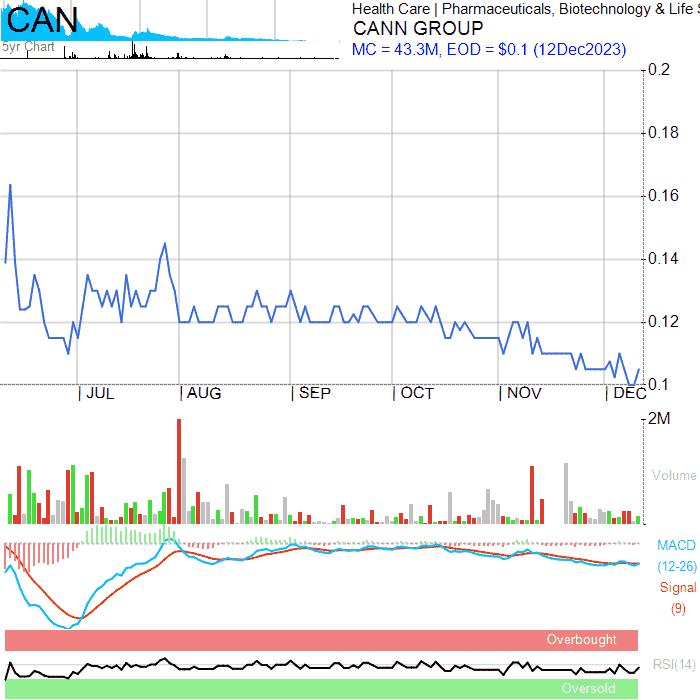 CAN
5yr Chart
Health Care | Pharmaceuticals, Biotechnology & Life S
CANN GROUP
MC = 43.3M, EOD = $0.1 (12Dec2023)
0.2
0.18
0.16
0.14
0.12
0.1
JUL AUG SEP OCT NOV DEC
2M
Volume
MACD
(12-26)
Signal
(9)
Overbought
RSI(14)
Oversold